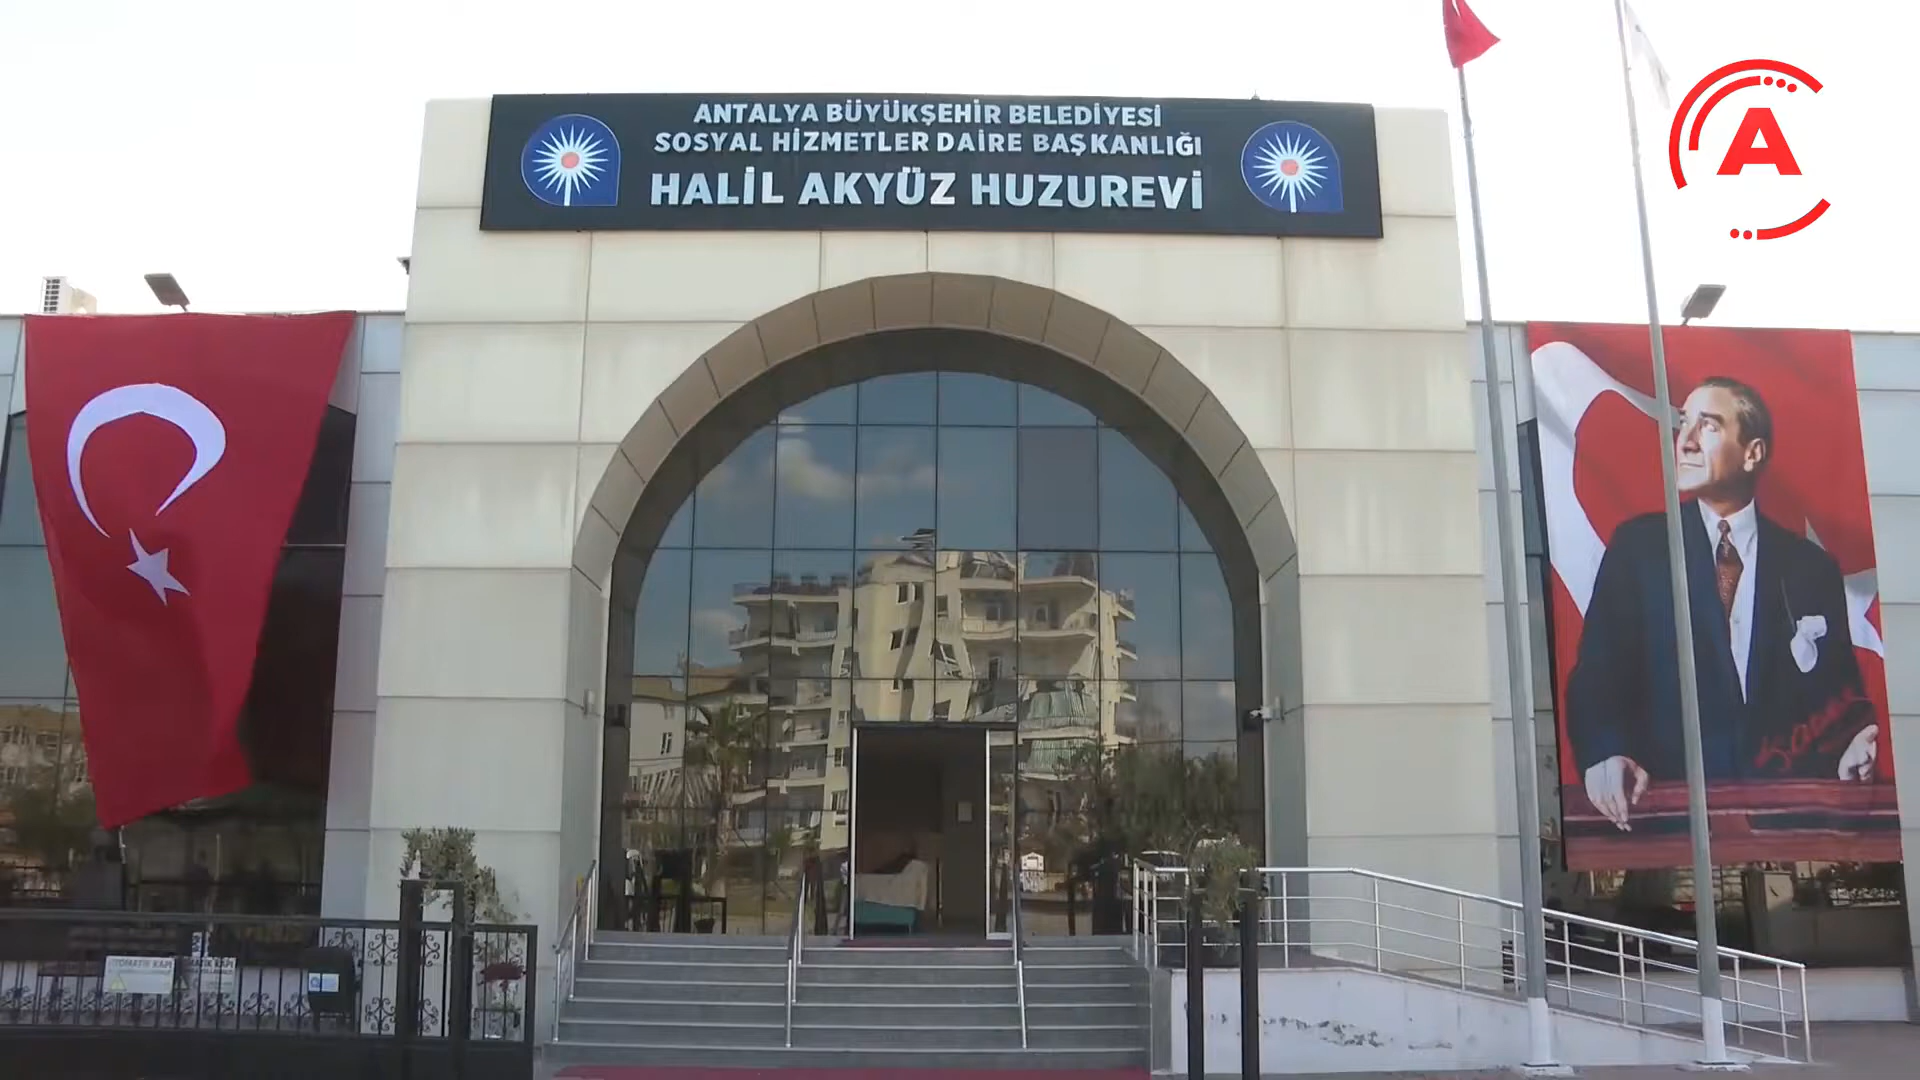 ANTALYA BÜYÜKŞEHİR BELEDİYESİ
SOSYAL HİZMETLER DAİRE BAŞKANLIĞI
HALİL AKYÜZ HUZUREVİ
A